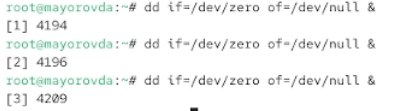 root@mayorovda:~# dd if=/dev/zero of=/dev/null &
[1] 4194
root@mayorovda:~# dd if=/dev/zero of=/dev/null &
[2] 4196
root@mayorovda:~# dd if=/dev/zero of=/dev/null &
[3] 4209